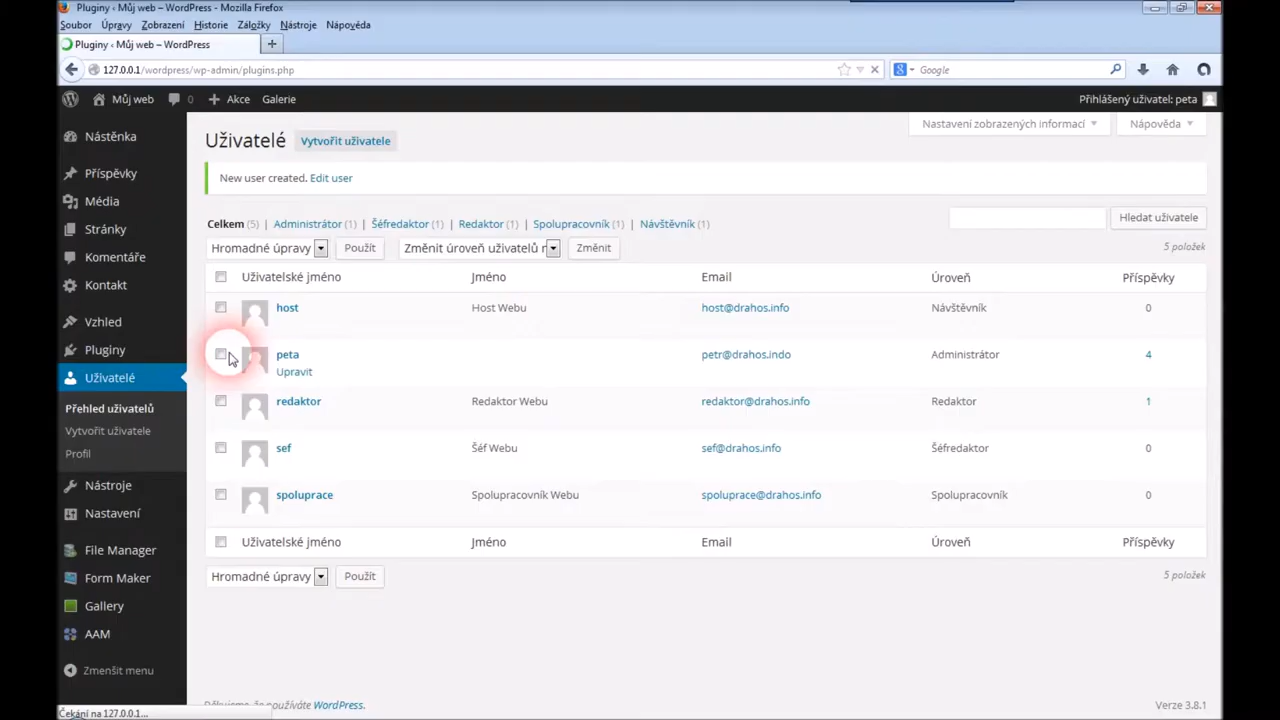 Pluginy ‹ Můj web – WordPress - Mozilla Firefox
Soubor Úpravy Zobrazení Historie Záložky Nástroje Nápověda
Pluginy ‹ Můj web – WordPress
127.0.0.1/wordpress/wp-admin/plugins.php Google
Můj web 0 Akce Galerie Přihlášený uživatel: peta
Nastavení zobrazených informací Nápověda
Nástěnka
Příspěvky
Média
Stránky
Komentáře
Kontakt
Vzhled
Pluginy
Uživatelé
Přehled uživatelů
Vytvořit uživatele
Profil
Nástroje
Nastavení
File Manager
Form Maker
Gallery
AAM
Zmenšit menu
Uživatelé Vytvořit uživatele
New user created. Edit user
Celkem (5) | Administrátor (1) | Šéfredaktor (1) | Redaktor (1) | Spolupracovník (1) | Návštěvník (1)
Hledat uživatele
Hromadné úpravy Použít Změnit úroveň uživatelů Změnit
5 položek
Uživatelské jméno Jméno Email Úroveň Příspěvky
host Host Webu host@drahos.info Návštěvník 0
peta petr@drahos.indo Administrátor 4
Upravit
redaktor Redaktor Webu redaktor@drahos.info Redaktor 1
sef Šéf Webu sef@drahos.info Šéfredaktor 0
spoluprace Spolupracovník Webu spoluprace@drahos.info Spolupracovník 0
Uživatelské jméno Jméno Email Úroveň Příspěvky
Hromadné úpravy Použít
5 položek
Děkujeme, že používáte WordPress.
Verze 3.8.1
Čekání na 127.0.0.1...